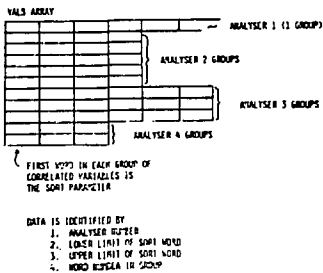 VALS ARRAY
ANALYSER 1 (1 GROUP)
ANALYSER 2 GROUPS
ANALYSER 3 GROUPS
ANALYSER 4 GROUPS
FIRST WORD IN EACH GROUP OF
CORRELATED VARIABLES IS
THE SORT PARAMETER
DATA IS IDENTIFIED BY
1. ANALYSER NUMBER
2. LOWER LIMIT OF SORT WORD
3. UPPER LIMIT OF SORT WORD
4. WORD NUMBER IN GROUP